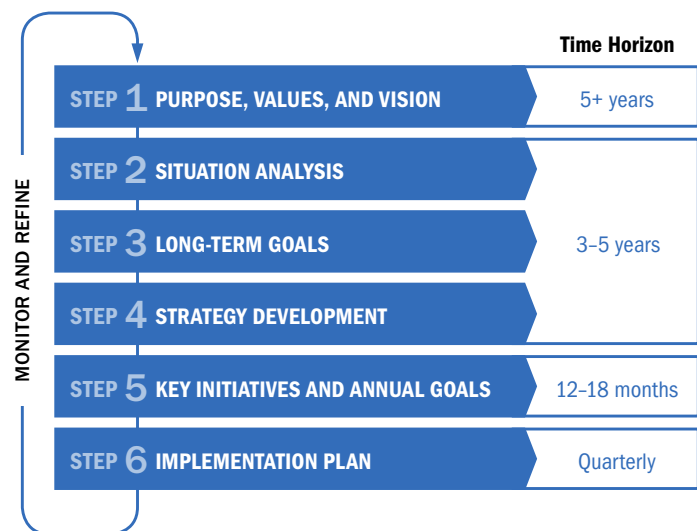 Time Horizon
STEP 1 PURPOSE, VALUES, AND VISION
5+ years
STEP 2 SITUATION ANALYSIS
STEP 3 LONG-TERM GOALS
3–5 years
STEP 4 STRATEGY DEVELOPMENT
STEP 5 KEY INITIATIVES AND ANNUAL GOALS
12–18 months
STEP 6 IMPLEMENTATION PLAN
Quarterly
MONITOR AND REFINE